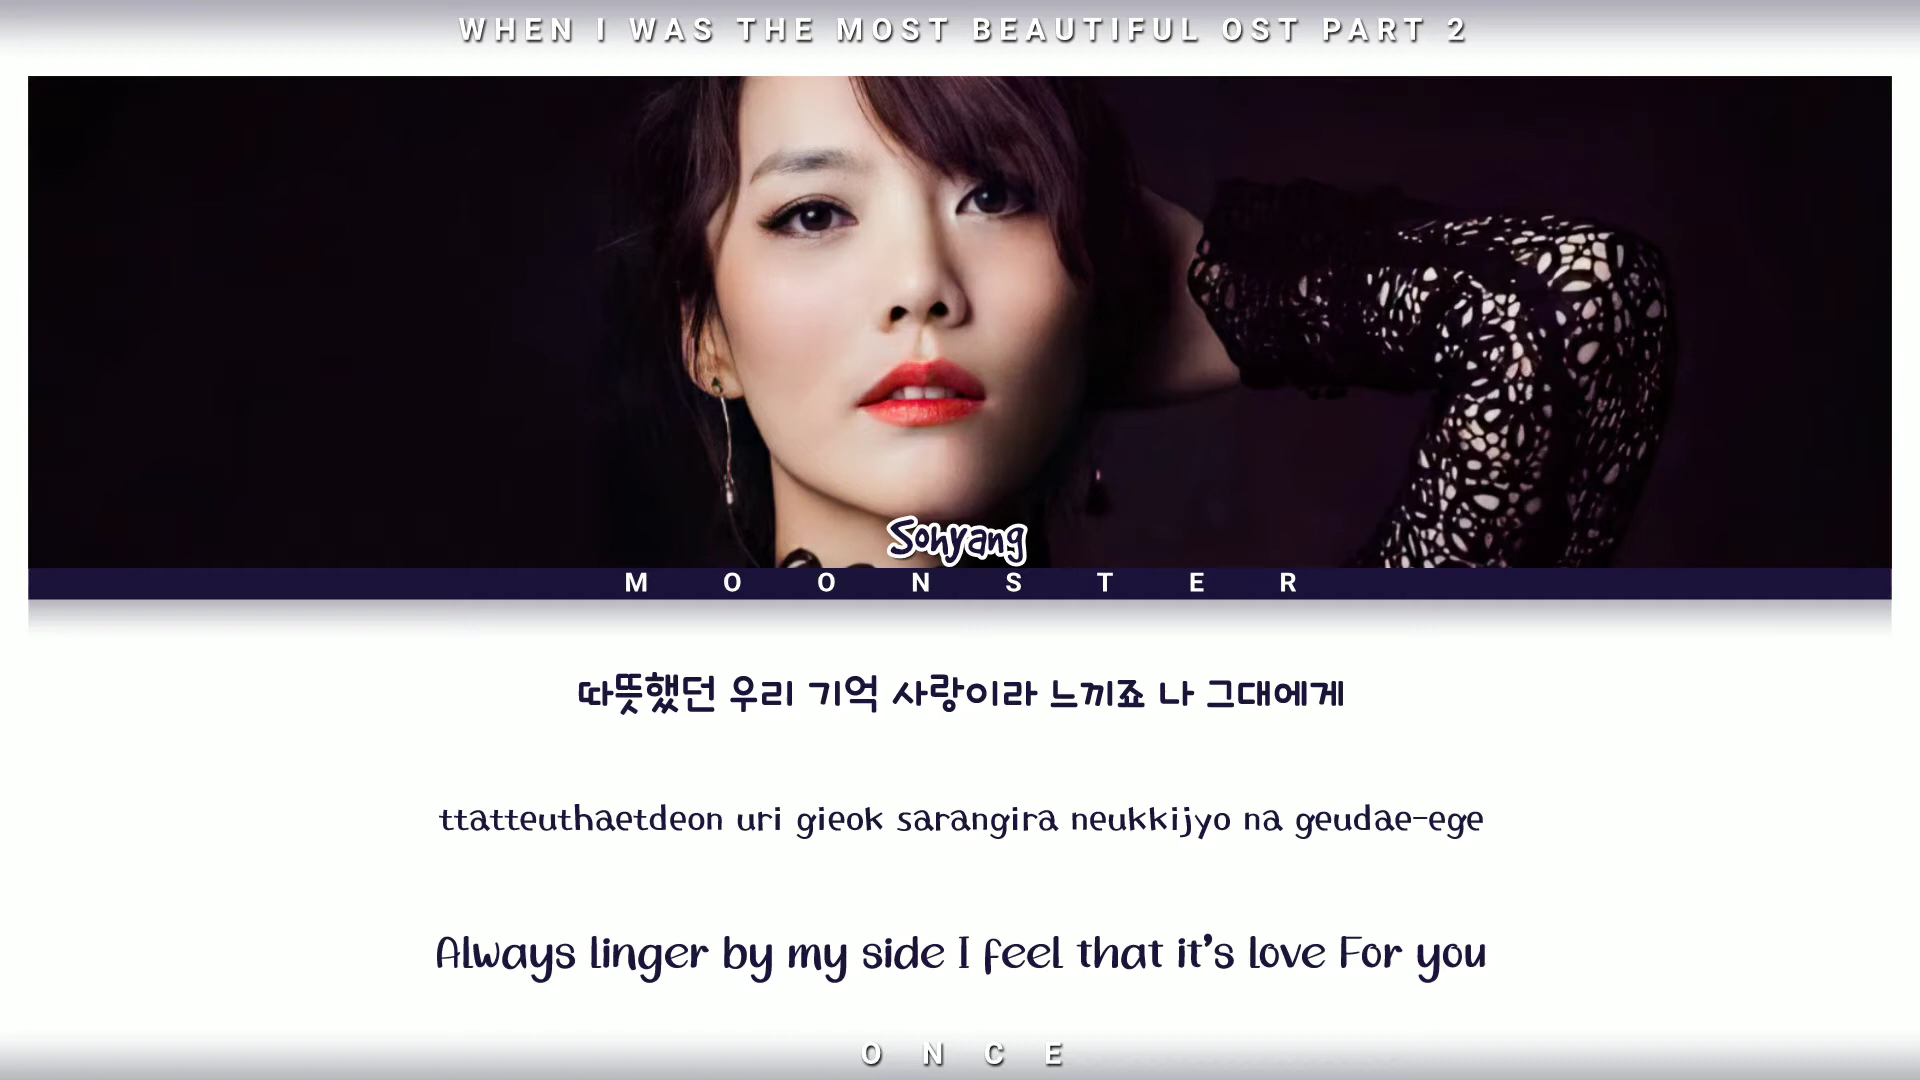 WHEN I WAS THE MOST BEAUTIFUL OST PART 2
Sohyang
MOONSTER
따뜻했던 우리 기억 사랑이라 느끼죠 나 그대에게
ttatteuthaetdeon uri gieok sarangira neukkijyo na geudae-ege
Always linger by my side I feel that it's love For you
ONCE